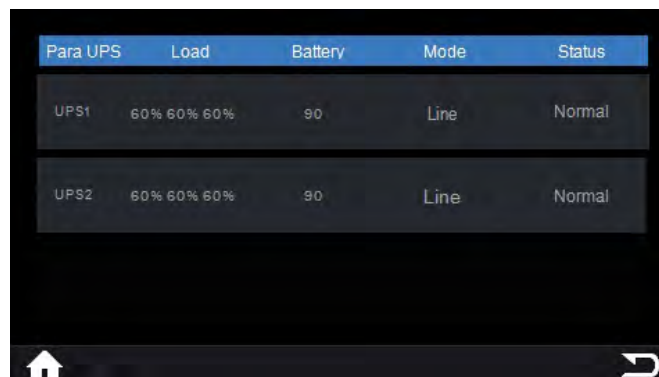 Para UPS Load Battery Mode Status
UPS1 60% 60% 60% 90 Line Normal
UPS2 60% 60% 60% 90 Line Normal